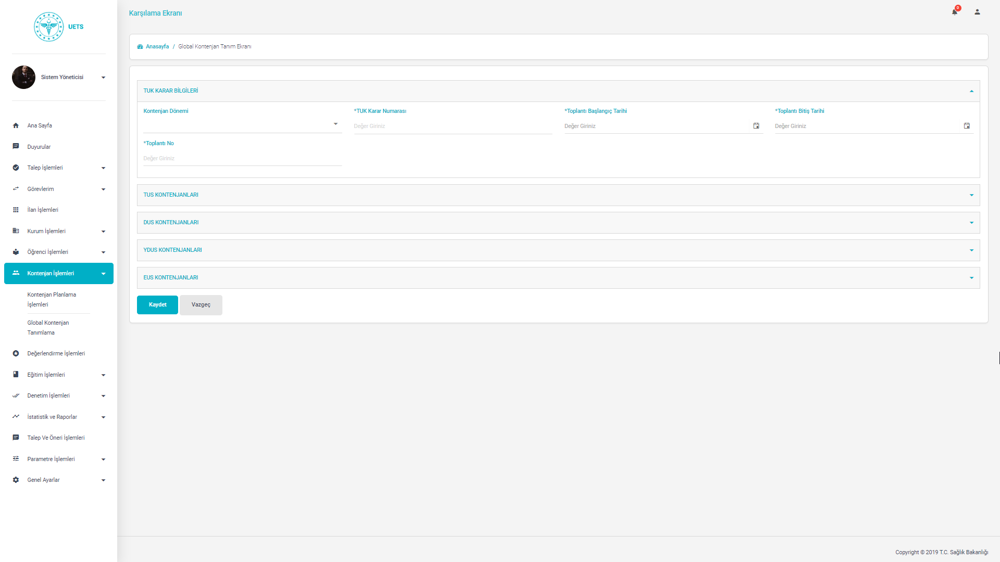 UETS
Sistem Yöneticisi
Ana Sayfa
Duyurular
Talep İşlemleri
Görevlerim
İlan İşlemleri
Kurum İşlemleri
Öğrenci İşlemleri
Kontenjan İşlemleri
Kontenjan Planlama
İşlemleri
Global Kontenjan
Tanımlama
Değerlendirme İşlemleri
Eğitim İşlemleri
Denetim İşlemleri
İstatistik ve Raporlar
Talep Ve Öneri İşlemleri
Parametre İşlemleri
Genel Ayarlar
Karşılama Ekranı
0
Anasayfa / Global Kontenjan Tanım Ekranı
TUK KARAR BİLGİLERİ
Kontenjan Dönemi
*TUK Karar Numarası
Değer Giriniz
*Toplantı Başlangıç Tarihi
Değer Giriniz
*Toplantı Bitiş Tarihi
Değer Giriniz
*Toplantı No
Değer Giriniz
TUS KONTENJANLARI
DUS KONTENJANLARI
YDUS KONTENJANLARI
EUS KONTENJANLARI
Kaydet
Vazgeç
Copyright © 2019 T.C. Sağlık Bakanlığı